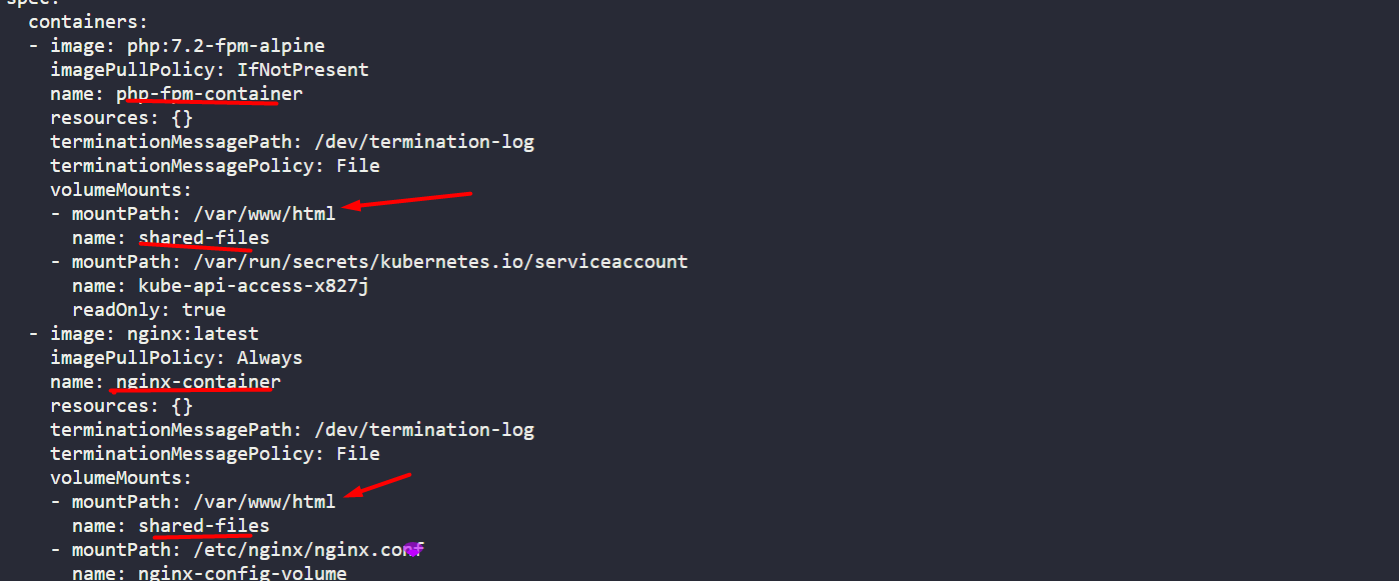 spec:
containers:
- image: php:7.2-fpm-alpine
imagePullPolicy: IfNotPresent
name: php-fpm-container
resources: {}
terminationMessagePath: /dev/termination-log
terminationMessagePolicy: File
volumeMounts:
- mountPath: /var/www/html
name: shared-files
- mountPath: /var/run/secrets/kubernetes.io/serviceaccount
name: kube-api-access-x827j
readOnly: true
- image: nginx:latest
imagePullPolicy: Always
name: nginx-container
resources: {}
terminationMessagePath: /dev/termination-log
terminationMessagePolicy: File
volumeMounts:
- mountPath: /var/www/html
name: shared-files
- mountPath: /etc/nginx/nginx.conf
name: nginx-config-volume